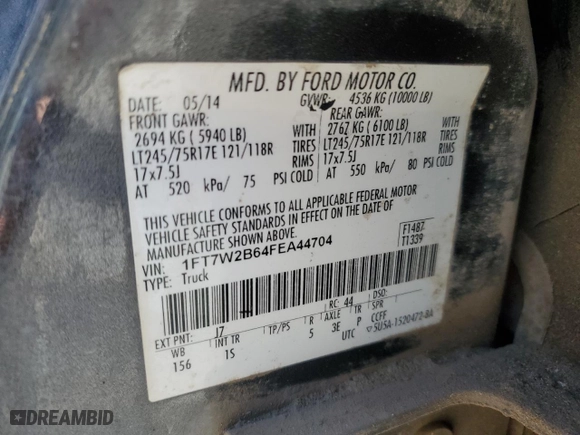 MFD. BY FORD MOTOR CO.
DATE: 05/14 GVWR: 4536 KG (10000 LB)
FRONT GAWR: REAR GAWR:
2694 KG ( 5940 LB) WITH 2767 KG ( 6100 LB) WITH
LT245/75R17E 121/118R TIRES LT245/75R17E 121/118R TIRES
17x7.5J RIMS 17x7.5J RIMS
AT 520 kPa/ 75 PSI COLD AT 550 kPa/ 80 PSI COLD
THIS VEHICLE CONFORMS TO ALL APPLICABLE FEDERAL MOTOR
VEHICLE SAFETY STANDARDS IN EFFECT ON THE DATE OF
MANUFACTURE SHOWN ABOVE.
VIN: 1FT7W2B64FEA44704 F1487
TYPE: Truck T1339
EXT PNT: J7 RC: 44 DSO:
WB INT TR TP/PS R AXLE TR SPR
156 1S 5 3E P CCFF
UTC 5U5A-1520472-BA
DREAMBID